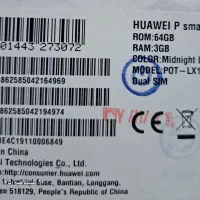 HUAWEI P sma
ROM:64GB
RAM:3GB
COLOR:Midnight B
MODEL:POT-LX1
Dual SIM
01443 273072
862585042164969
862585042194974
E4C19110006849
in China
i Technologies Co., Ltd.
http://consumer.huawei.com
Base, Bantian, Longgang,
en 518129, People's Republic of China